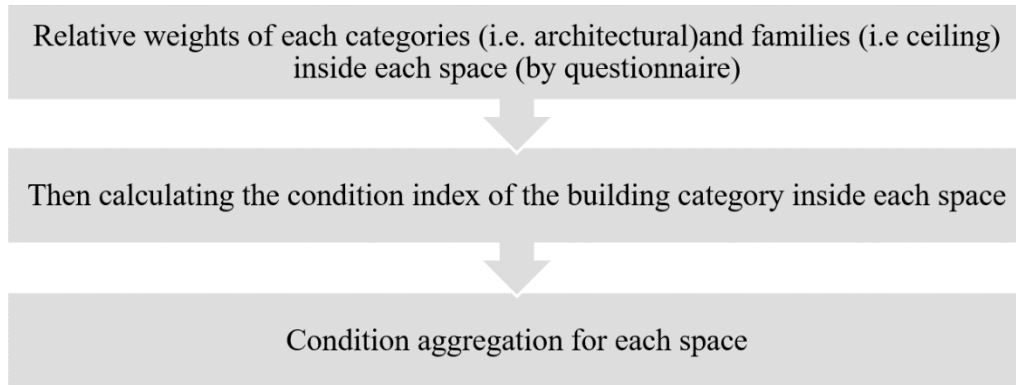 Relative weights of each categories (i.e. architectural)and families (i.e ceiling)
inside each space (by questionnaire)
Then calculating the condition index of the building category inside each space
Condition aggregation for each space